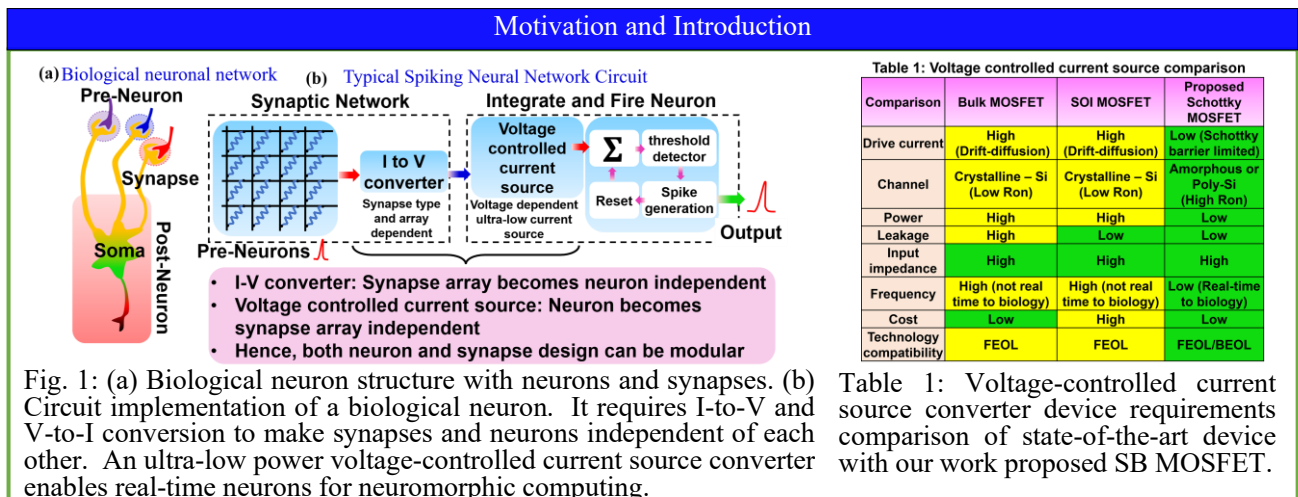 Motivation and Introduction
(a) Biological neuronal network
Pre-Neuron
Synapse
Soma
Post-Neuron
(b) Typical Spiking Neural Network Circuit
Synaptic Network
Integrate and Fire Neuron
I to V
converter
Synapse type
and array
dependent
Pre-Neurons
Voltage
controlled
current
source
Voltage dependent
ultra-low current
source
Σ
threshold
detector
Reset
Spike
generation
Output
• I-V converter: Synapse array becomes neuron independent
• Voltage controlled current source: Neuron becomes
synapse array independent
• Hence, both neuron and synapse design can be modular
Fig. 1: (a) Biological neuron structure with neurons and synapses. (b)
Circuit implementation of a biological neuron. It requires I-to-V and
V-to-I conversion to make synapses and neurons independent of each
other. An ultra-low power voltage-controlled current source converter
enables real-time neurons for neuromorphic computing.
Table 1: Voltage controlled current source comparison
Comparison Bulk MOSFET SOI MOSFET Proposed Schottky MOSFET
Drive current High (Drift-diffusion) High (Drift-diffusion) Low (Schottky barrier limited)
Channel Crystalline – Si (Low Ron) Crystalline – Si (Low Ron) Amorphous or Poly-Si (High Ron)
Power High High Low
Leakage High Low Low
Input impedance High High High
Frequency High (not real time to biology) High (not real time to biology) Low (Real-time to biology)
Cost Low High Low
Technology compatibility FEOL FEOL FEOL/BEOL
Table 1: Voltage-controlled current
source converter device requirements
comparison of state-of-the-art device
with our work proposed SB MOSFET.